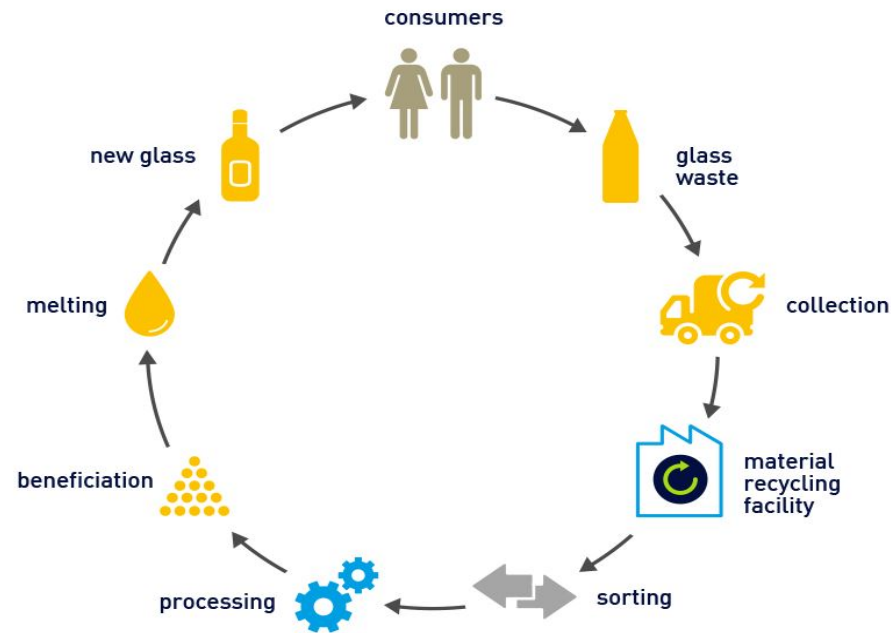 consumers
glass
waste
collection
material
recycling
facility
sorting
processing
beneficiation
melting
new glass